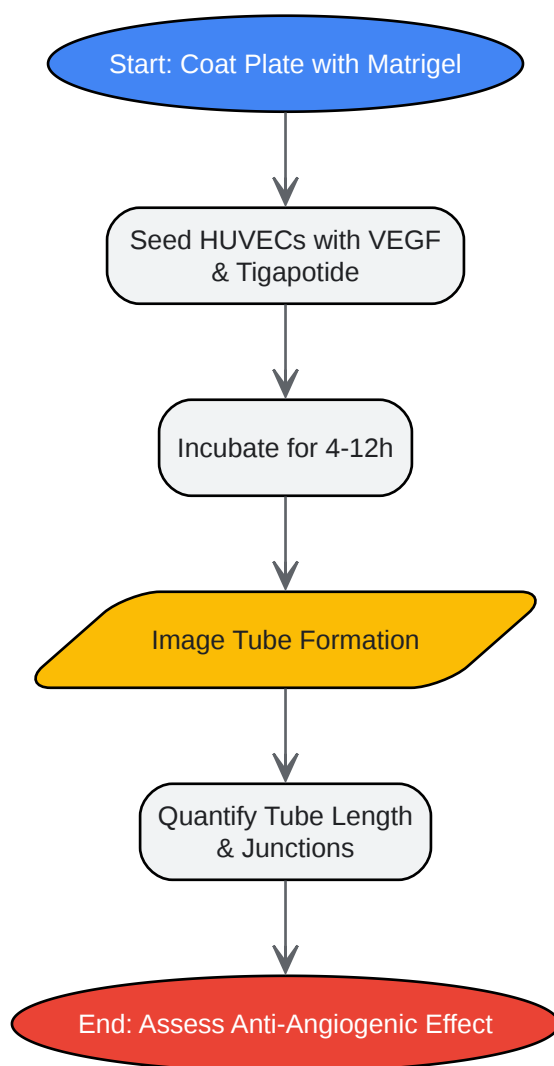 Start: Coat Plate with Matrigel
Seed HUVECs with VEGF
& Tigapotide
Incubate for 4-12h
Image Tube Formation
Quantify Tube Length
& Junctions
End: Assess Anti-Angiogenic Effect